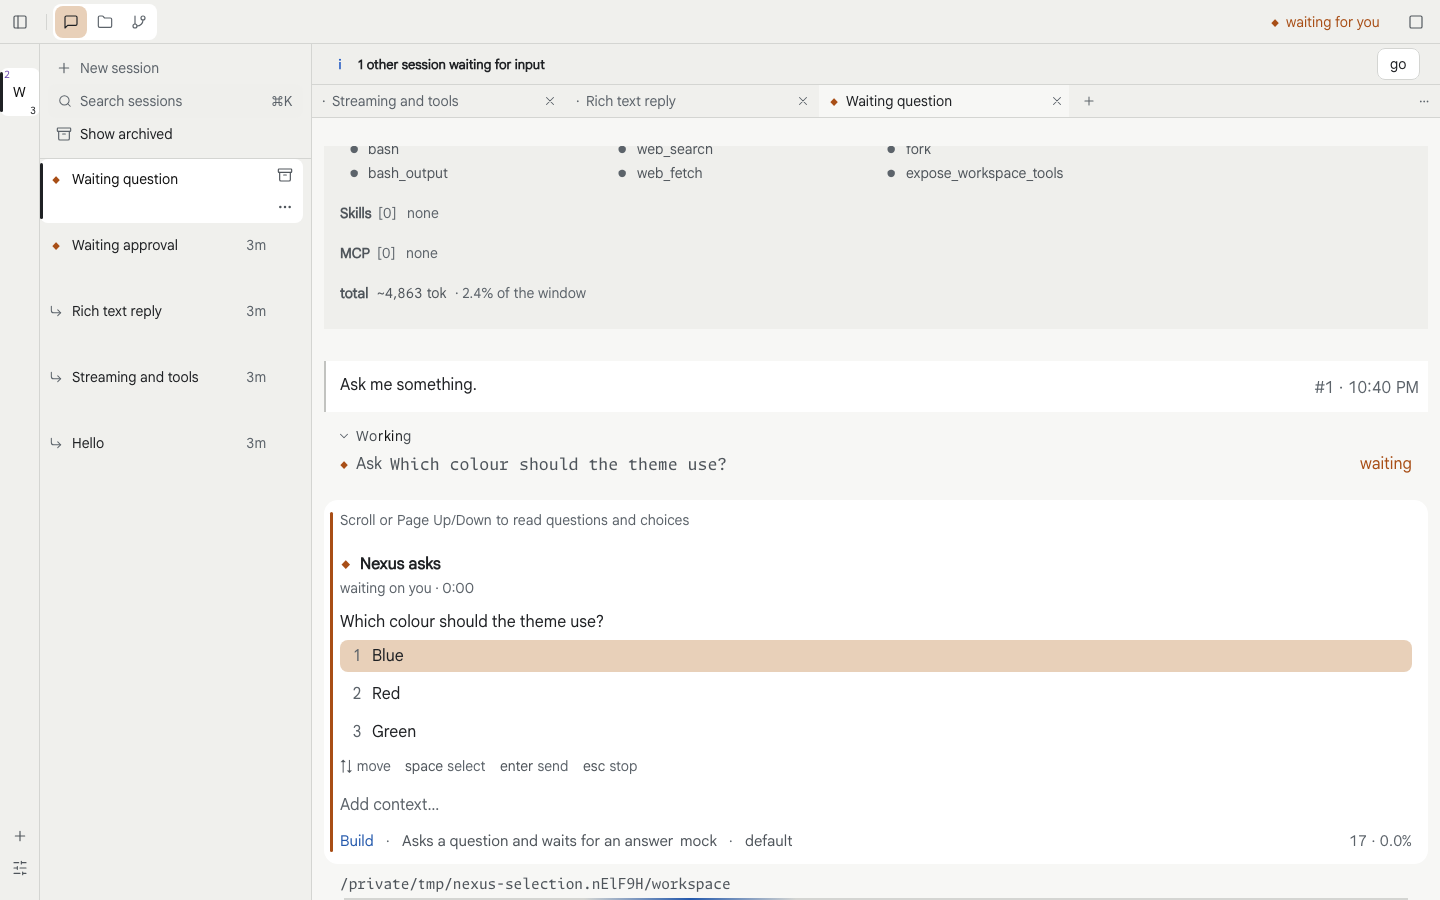 waiting for you
2
W
3
New session
Search sessions ⌘K
Show archived
Waiting question
Waiting approval 3m
Rich text reply 3m
Streaming and tools 3m
Hello 3m
i 1 other session waiting for input go
· Streaming and tools
· Rich text reply
Waiting question
bash web_search fork
bash_output web_fetch expose_workspace_tools
Skills [0] none
MCP [0] none
total ~4,863 tok · 2.4% of the window
Ask me something. #1 · 10:40 PM
Working
Ask Which colour should the theme use? waiting
Scroll or Page Up/Down to read questions and choices
Nexus asks
waiting on you · 0:00
Which colour should the theme use?
1 Blue
2 Red
3 Green
↑↓ move space select enter send esc stop
Add context...
Build · Asks a question and waits for an answer mock · default 17 · 0.0%
/private/tmp/nexus-selection.nElF9H/workspace